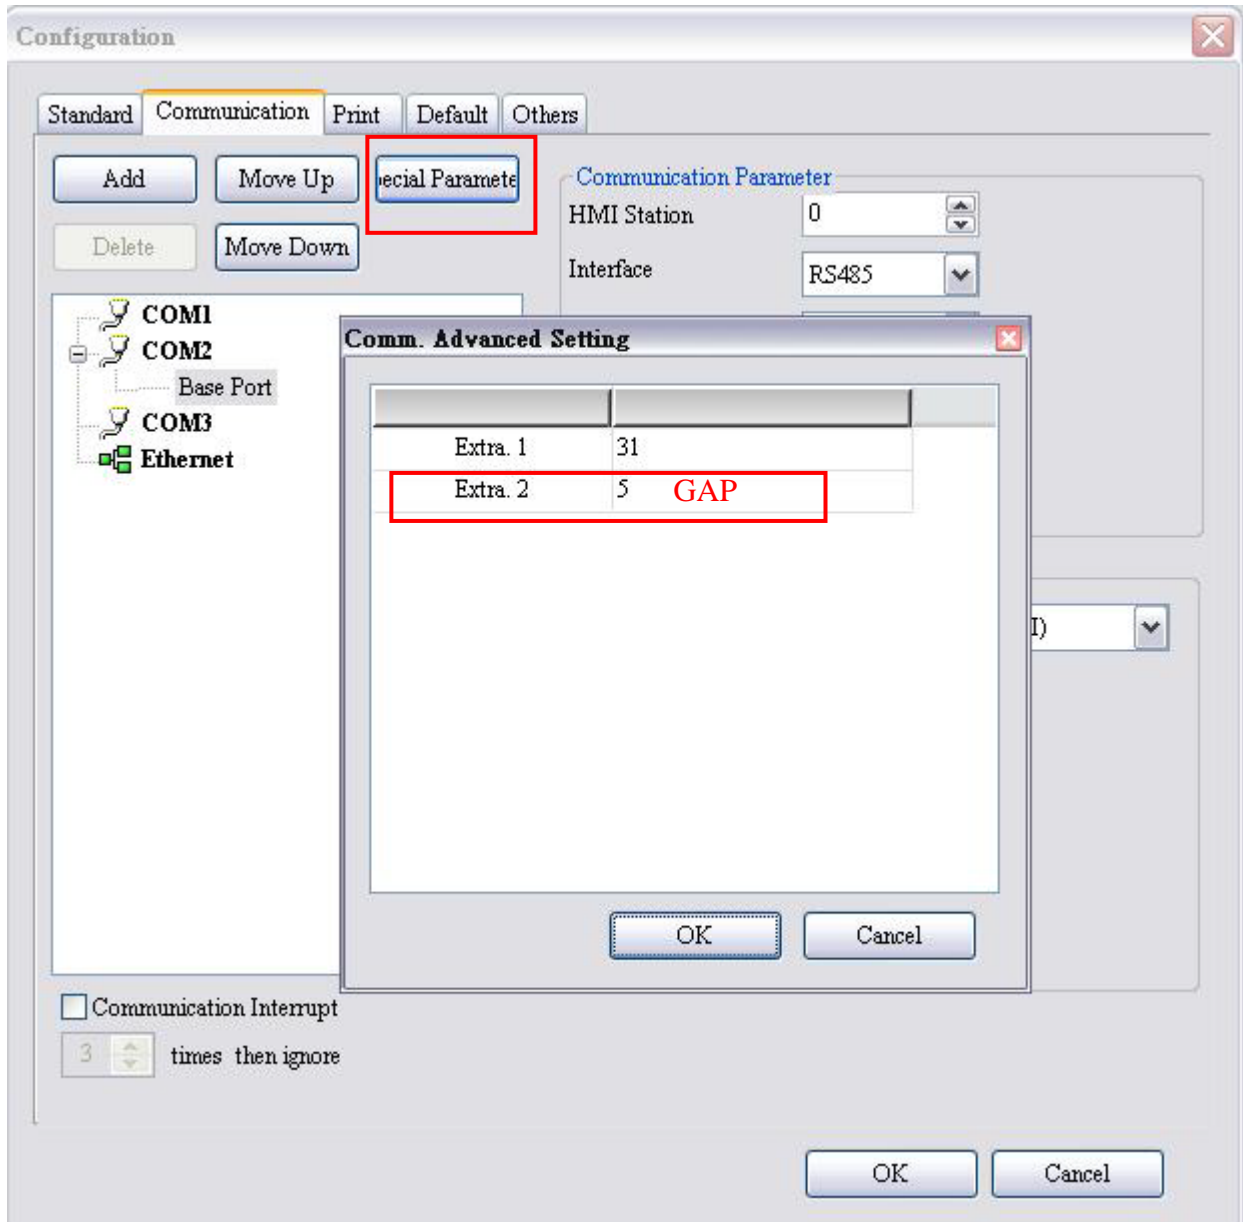 Configuration
Standard Communication Print Default Others
Add Move Up ecial Paramete
Delete Move Down
Communication Parameter
HMI Station 0
Interface RS485
COM1
COM2
Base Port
COM3
Ethernet
Comm. Advanced Setting
Extra. 1 31
Extra. 2 5 GAP
I)
OK Cancel
Communication Interrupt
3 times then ignore
OK Cancel